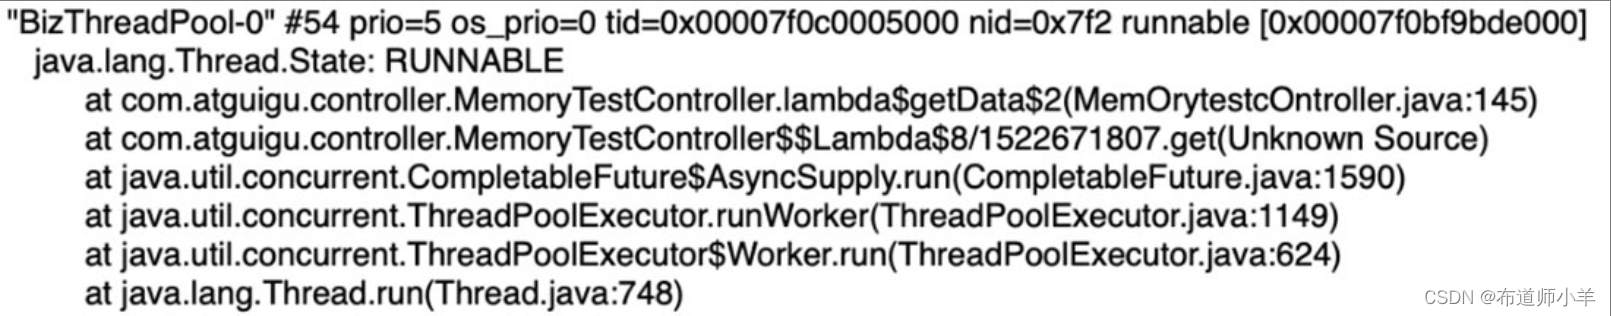 "BizThreadPool-0" #54 prio=5 os_prio=0 tid=0x00007f0c0005000 nid=0x7f2 runnable [0x00007f0bf9bde000]
java.lang.Thread.State: RUNNABLE
at com.atguigu.controller.MemoryTestController.lambda$getData$2(MemOrytestcOntroller.java:145)
at com.atguigu.controller.MemoryTestController$$Lambda$8/1522671807.get(Unknown Source)
at java.util.concurrent.CompletableFuture$AsyncSupply.run(CompletableFuture.java:1590)
at java.util.concurrent.ThreadPoolExecutor.runWorker(ThreadPoolExecutor.java:1149)
at java.util.concurrent.ThreadPoolExecutor$Worker.run(ThreadPoolExecutor.java:624)
at java.lang.Thread.run(Thread.java:748)
CSDN @布道师小羊